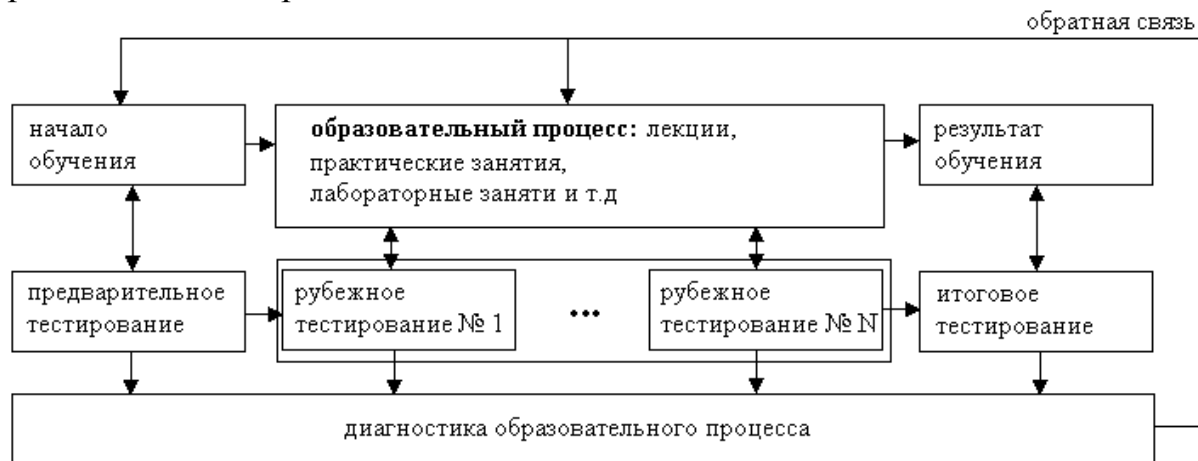 обратная связь
начало
обучения
образовательный процесс: лекции,
практические занятия,
лабораторные заняти и т.д
результат
обучения
предварительное
тестирование
рубежное
тестирование № 1
...
рубежное
тестирование № N
итоговое
тестирование
диагностика образовательного процесса